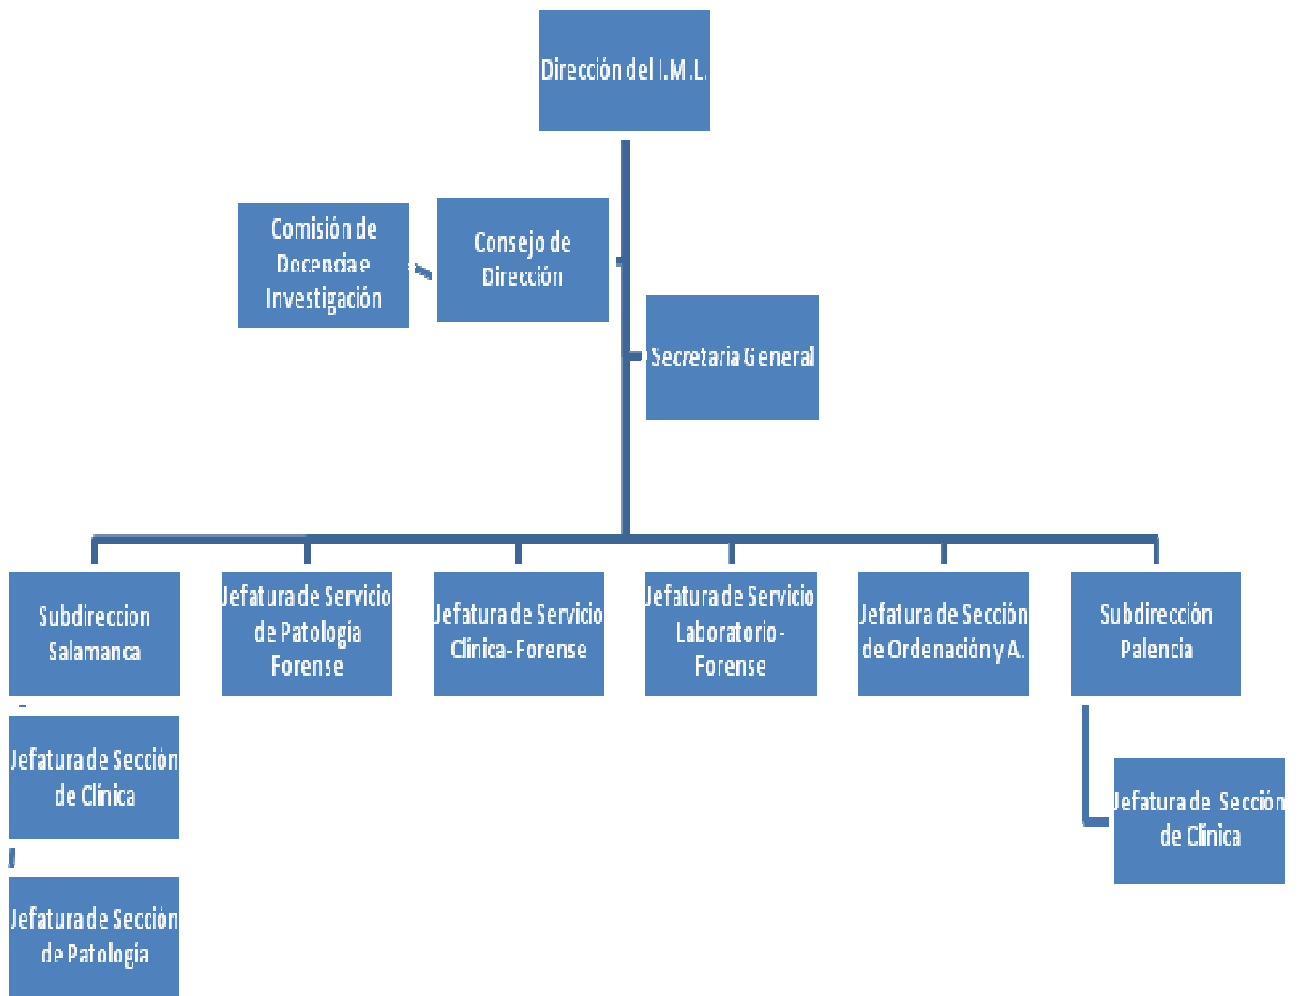 Dirección del I.M.L.
Comisión de
Docencia e
Investigación
Consejo de
Dirección
Secretaria General
Subdireccion
Salamanca
Jefatura de Servicio
de Patología
Forense
Jefatura de Servicio
Clínica- Forense
Jefatura de Servicio
Laboratorio-
Forense
Jefatura de Sección
de Ordenación y A.
Subdirección
Palencia
Jefatura de Sección
de Clínica
Jefatura de Sección
de Clínica
Jefatura de Sección
de Patología